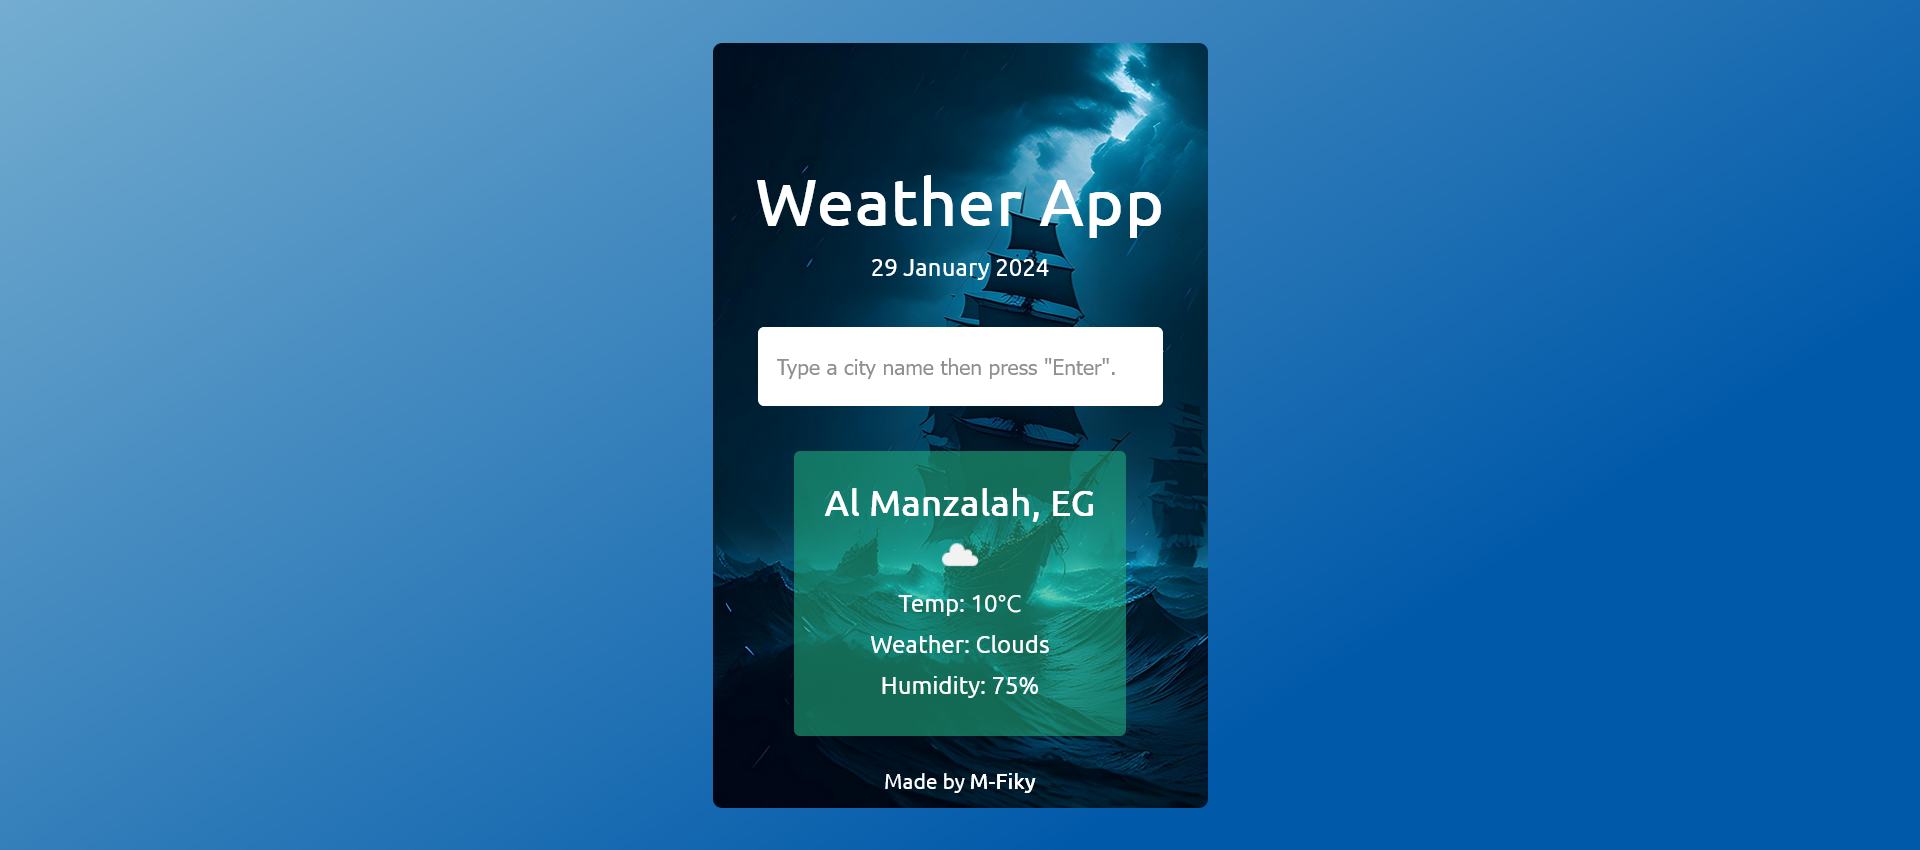 Weather App
29 January 2024
Type a city name then press "Enter".
Al Manzalah, EG
Temp: 10°C
Weather: Clouds
Humidity: 75%
Made by M-Fiky